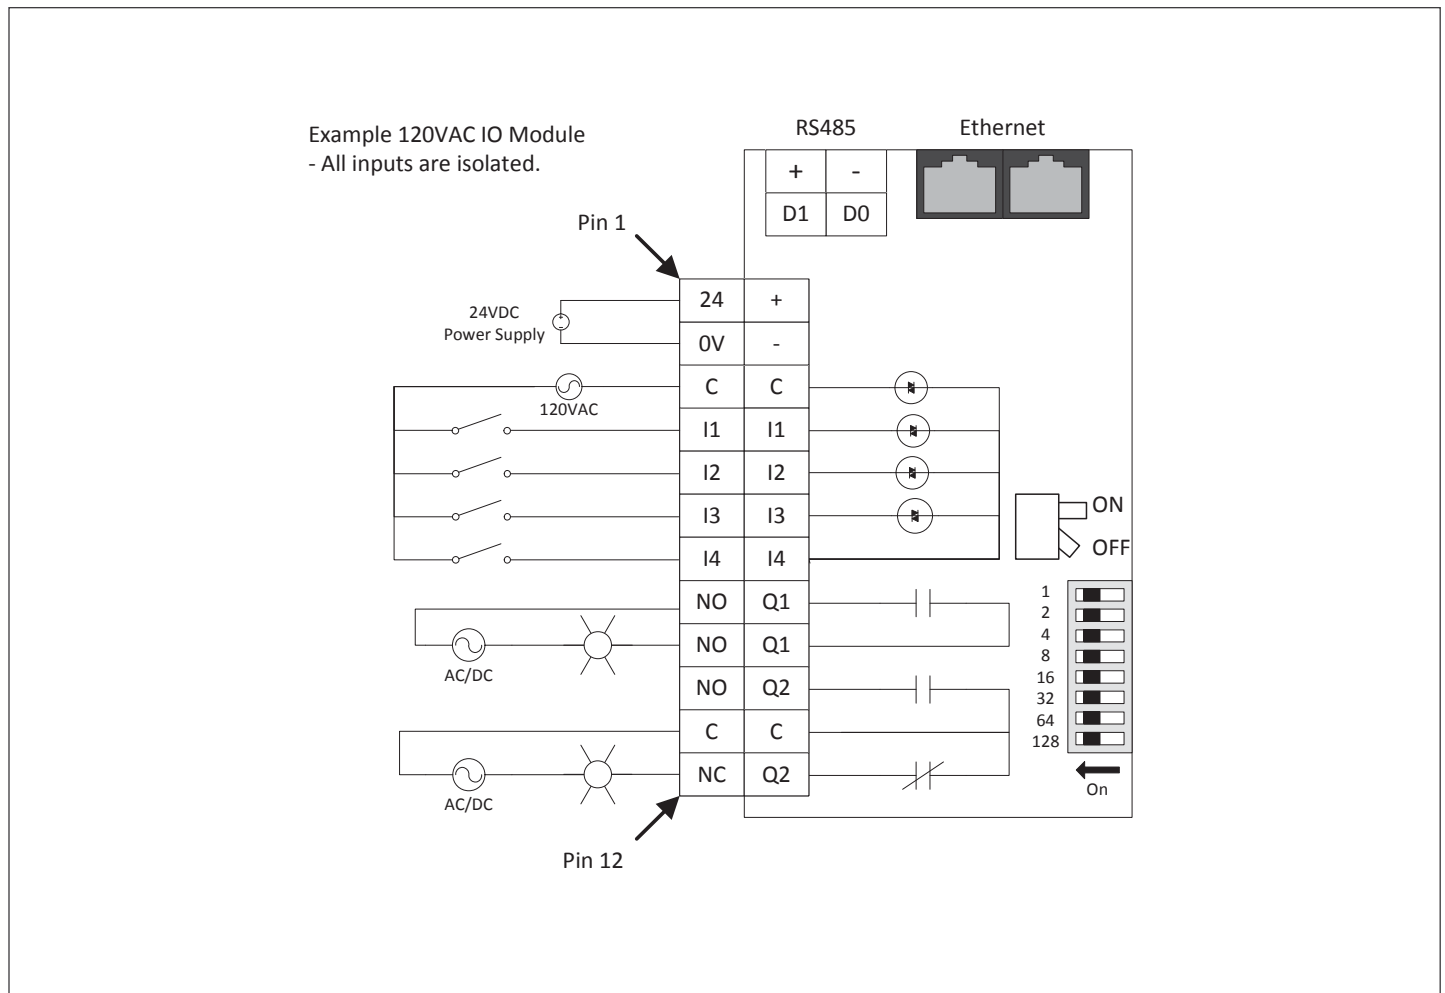 Example 120VAC IO Module
- All inputs are isolated.
RS485
Ethernet
+ -
D1 D0
Pin 1
24VDC
Power Supply
+
-
24 +
0V -
C C
120VAC
I1 I1
I2 I2
I3 I3
I4 I4
NO Q1
NO Q1
AC/DC
NO Q2
C C
NC Q2
AC/DC
Pin 12
ON
OFF
1
2
4
8
16
32
64
128
On